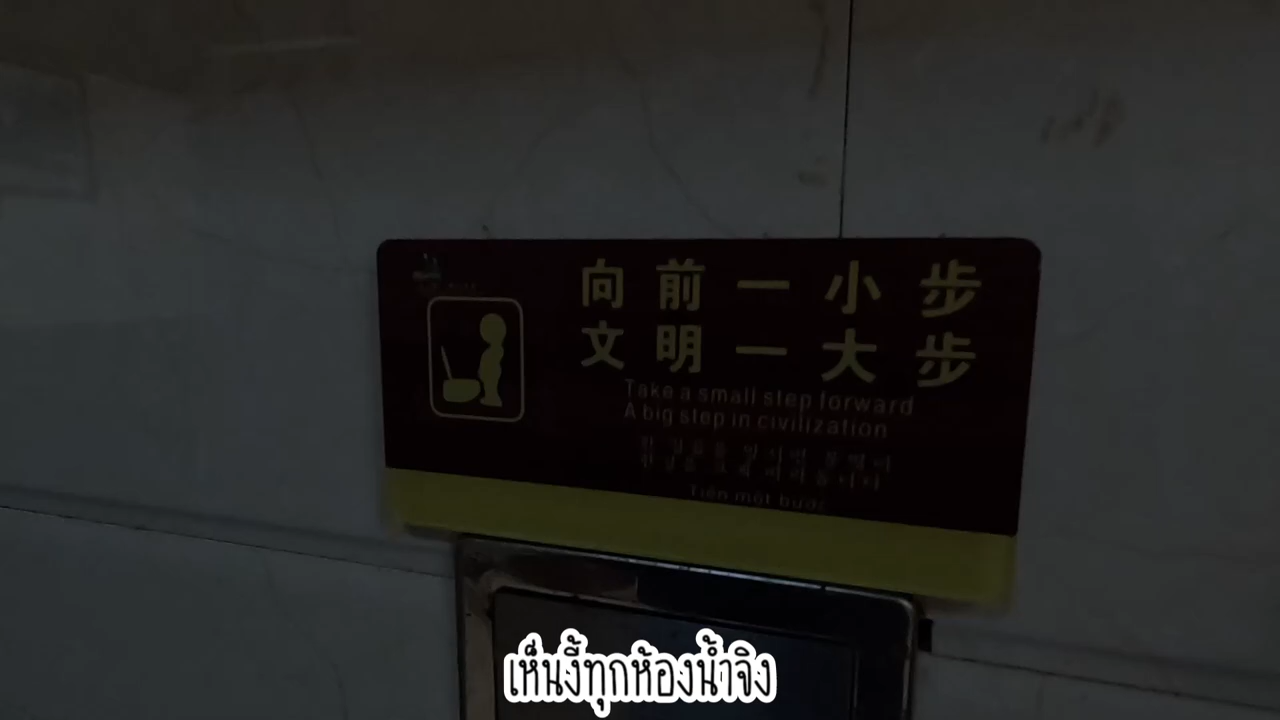 向前一小步
文明一大步
Take a small step forward
A big step in civilization
Tiến một bước
เห็นงี้ทุกห้องน้ำจิง